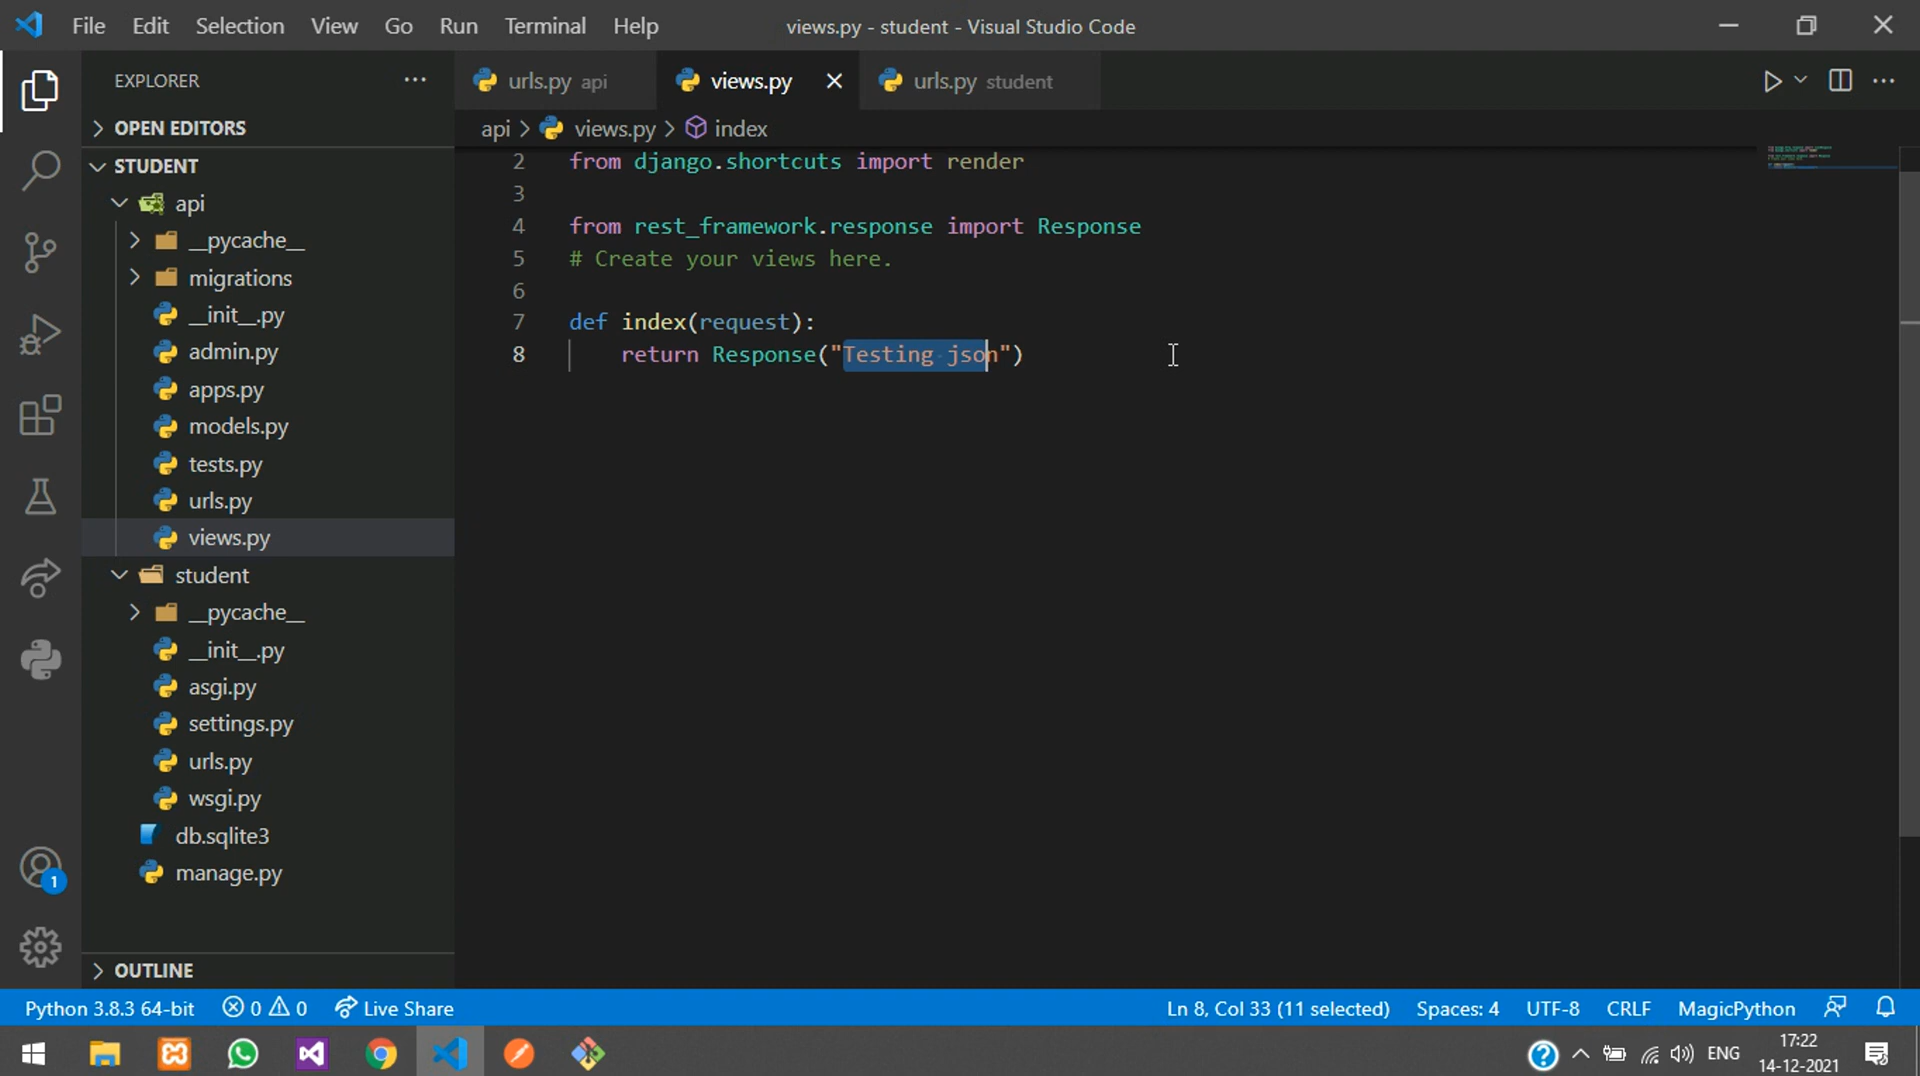 File Edit Selection View Go Run Terminal Help
views.py - student - Visual Studio Code
EXPLORER
OPEN EDITORS
STUDENT
api
__pycache__
migrations
__init__.py
admin.py
apps.py
models.py
tests.py
urls.py
views.py
student
__pycache__
__init__.py
asgi.py
settings.py
urls.py
wsgi.py
db.sqlite3
manage.py
OUTLINE
urls.py api
views.py
urls.py student
api > views.py > index
2 from django.shortcuts import render
3
4 from rest_framework.response import Response
5 # Create your views here.
6
7 def index(request):
8 return Response("Testing json")
1
Python 3.8.3 64-bit 0 0 Live Share
Ln 8, Col 33 (11 selected) Spaces: 4 UTF-8 CRLF MagicPython
ENG
17:22
14-12-2021